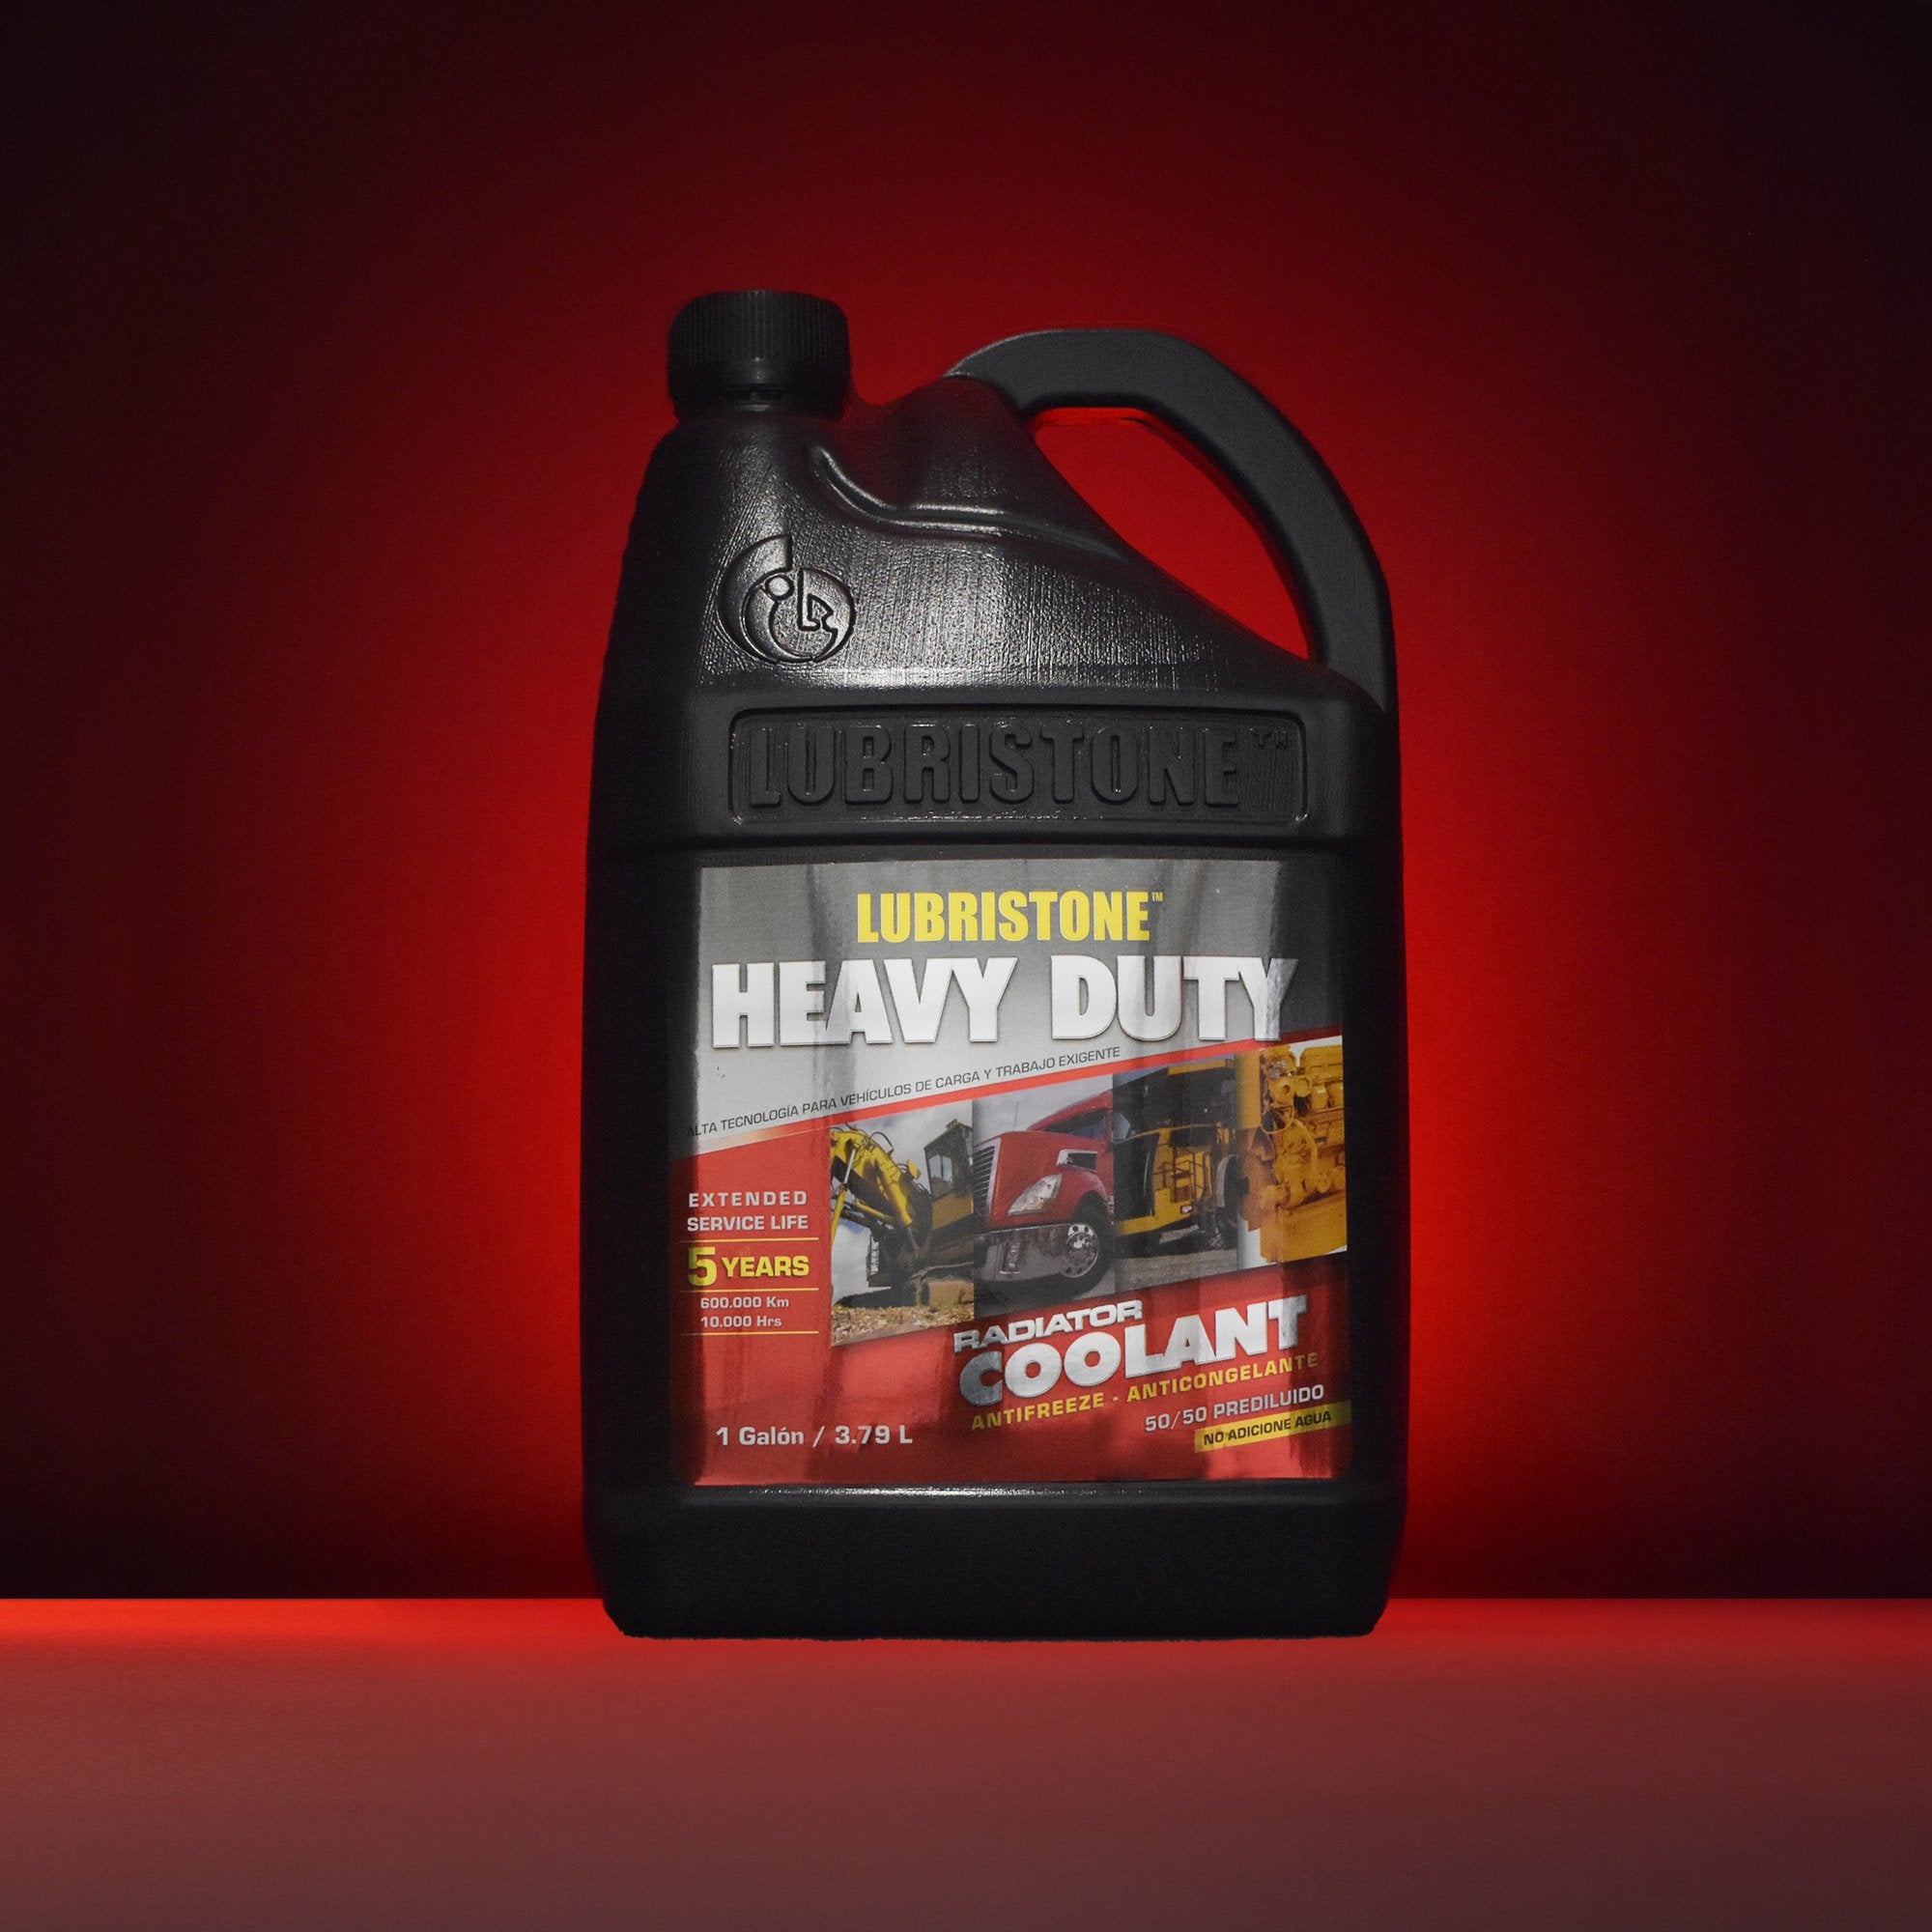 LUBRISTONE™
LUBRISTONE™
HEAVY DUTY
ALTA TECNOLOGÍA PARA VEHÍCULOS DE CARGA Y TRABAJO EXIGENTE
EXTENDED
SERVICE LIFE
5 YEARS
600.000 Km
10.000 Hrs
RADIATOR
COOLANT
ANTIFREEZE - ANTICONGELANTE
50/50 PREDILUIDO
NO ADICIONE AGUA
1 Galón / 3.79 L